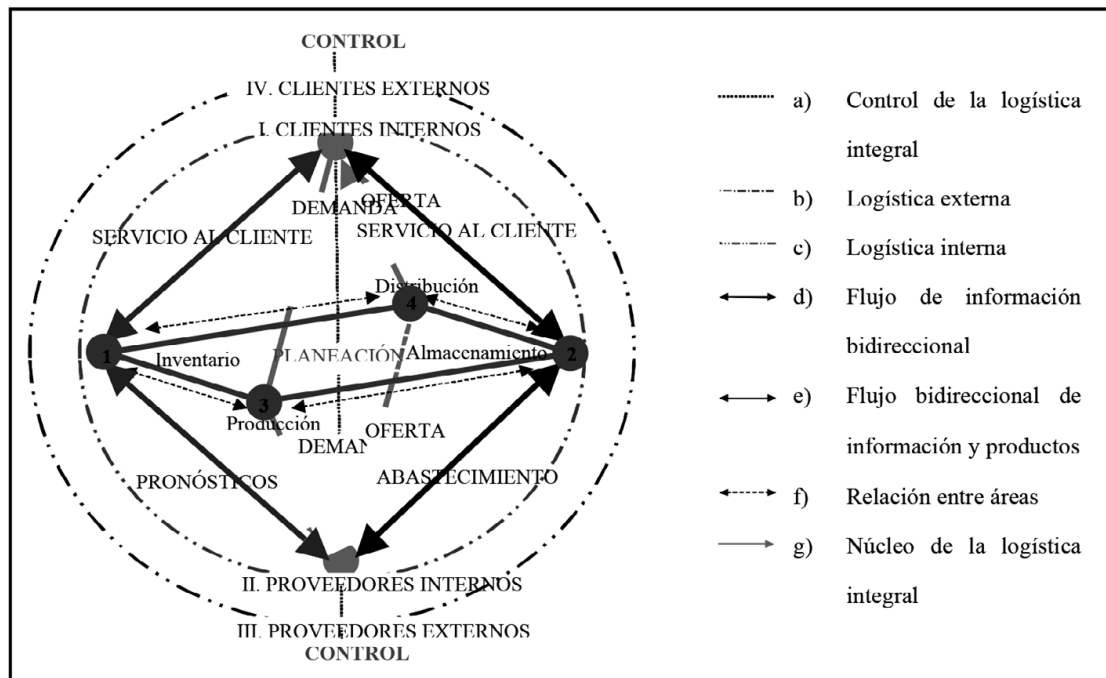 CONTROL
IV. CLIENTES EXTERNOS
I. CLIENTES INTERNOS
OFERTA
DEMANDA
SERVICIO AL CLIENTE
SERVICIO AL CLIENTE
Distribución
4
1
Inventario
PLANEACIÓN
Almacenamiento
2
3
Producción
OFERTA
DEMAN
PRONÓSTICOS
ABASTECIMIENTO
II. PROVEEDORES INTERNOS
III. PROVEEDORES EXTERNOS
CONTROL
a) Control de la logística
integral
b) Logística externa
c) Logística interna
d) Flujo de información
bidireccional
e) Flujo bidireccional de
información y productos
f) Relación entre áreas
g) Núcleo de la logística
integral